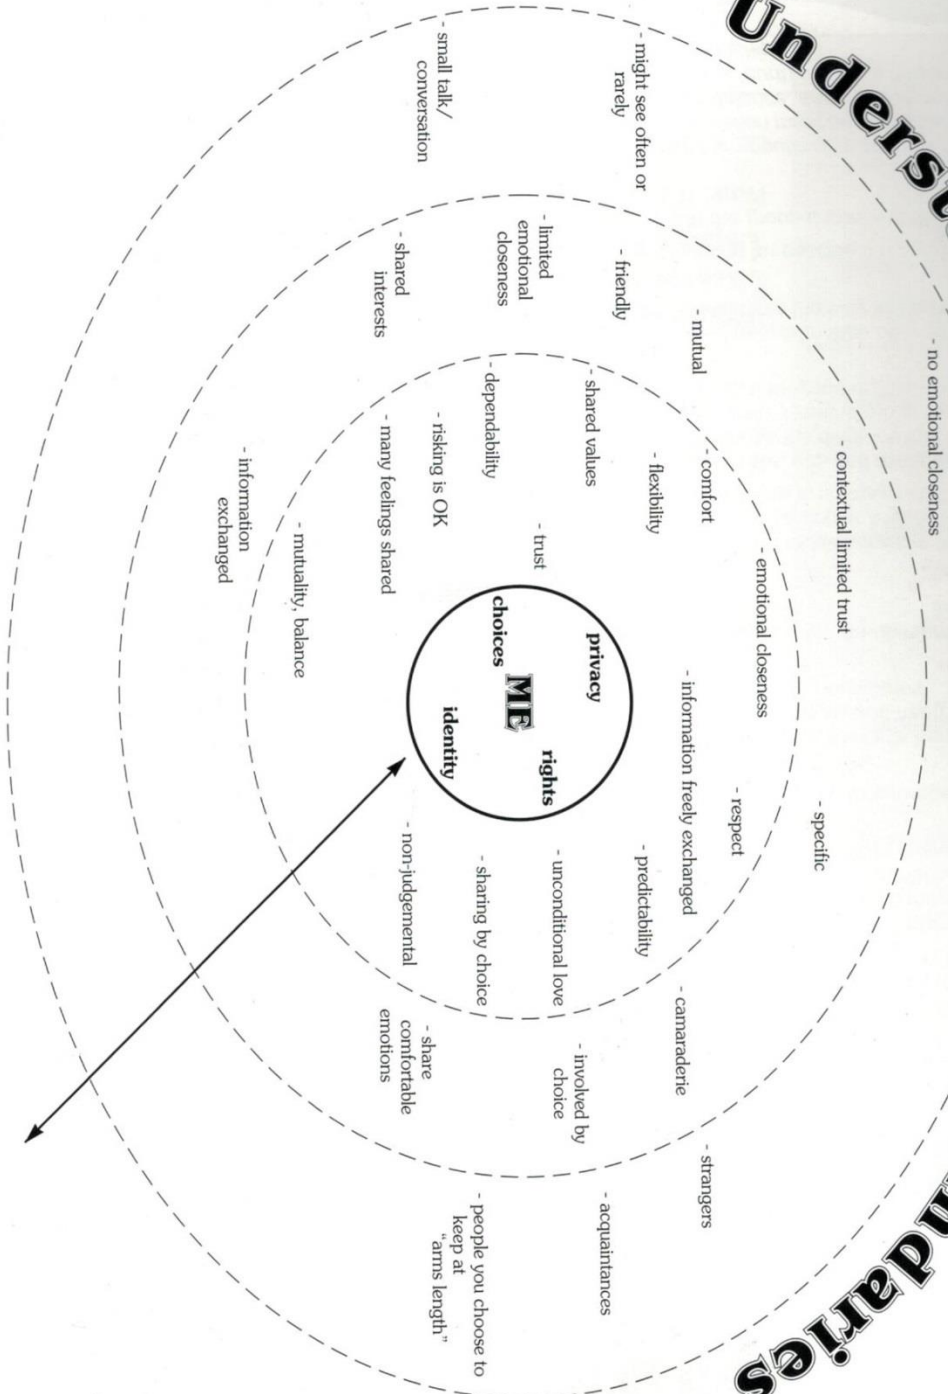 Underst
ndaries
- no emotional closeness
- contextual limited trust
- specific
- strangers
- acquaintances
- people you choose to
keep at
"arms length"
- might see often or
rarely
- small talk/
conversation
- mutual
- friendly
- limited
emotional
closeness
- shared
interests
- information
exchanged
- camaraderie
- involved by
choice
- share
comfortable
emotions
- emotional closeness
- comfort
- flexibility
- shared values
- dependability
- risking is OK
- many feelings shared
- mutuality, balance
- trust
- respect
- information freely exchanged
- predictability
- unconditional love
- sharing by choice
- non-judgemental
privacy
rights
ME
choices
identity